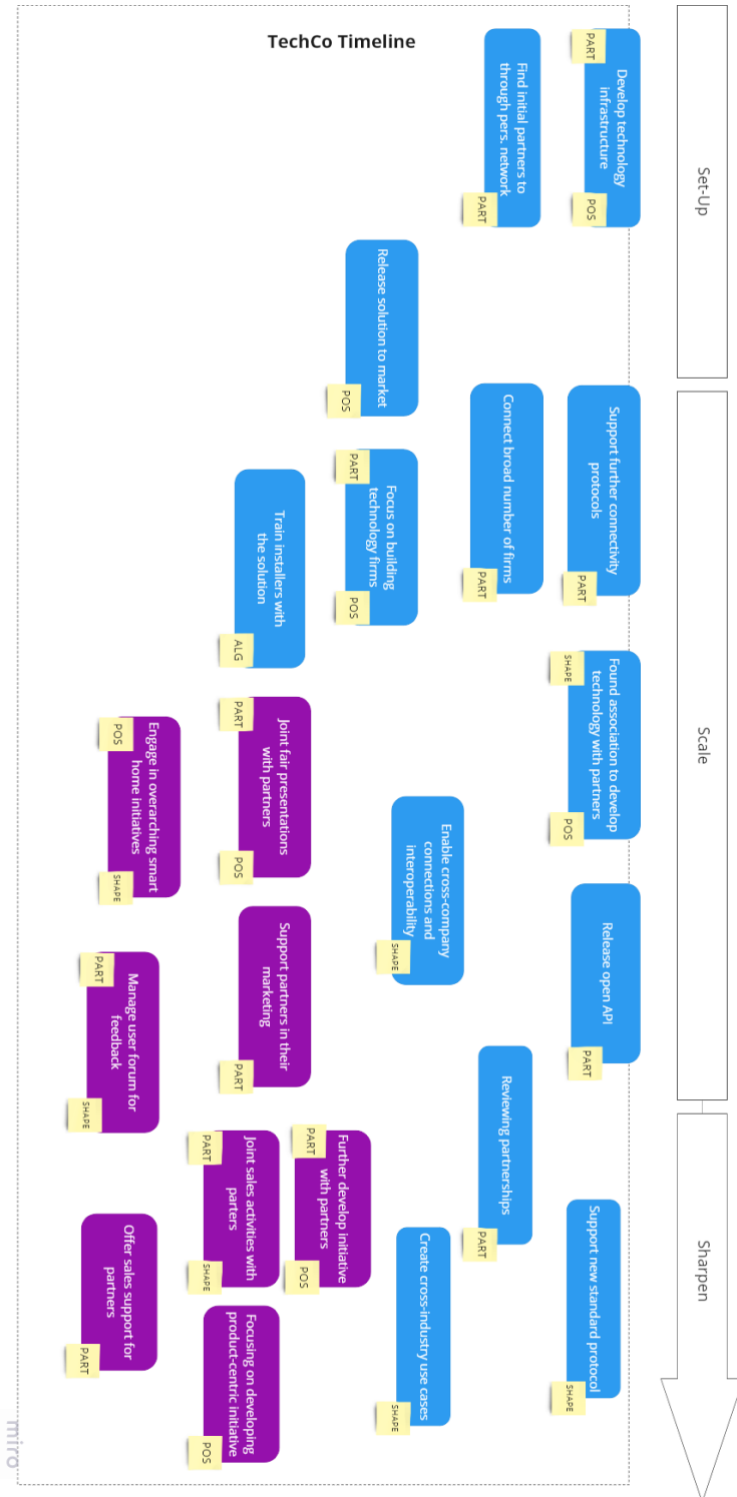 TechCo Timeline
Set-Up
Scale
Sharpen
Develop technology
infrastructure
PART
POS
Find initial partners to
through pers. network
PART
Release solution to market
POS
Support further connectivity
protocols
PART
Connect broad number of firms
PART
Focus on building
technology firms
PART
POS
Train installers with
the solution
ALG
Found association to develop
technology with partners
SHAPE
POS
Joint fair presentations
with partners
PART
POS
Engage in overarching smart
home initiatives
POS
SHAPE
Enable cross-company
connections and
interoperability
SHAPE
Release open API
PART
Support partners in their
marketing
PART
Manage user forum for
feedback
PART
SHAPE
Reviewing partnerships
PART
Further develop initiative
with partners
PART
POS
Joint sales activities with
parters
PART
SHAPE
Support new standard protocol
SHAPE
Create cross-industry use cases
SHAPE
Offer sales support for
partners
PART
Focusing on developing
product-centric initiative
POS
miro